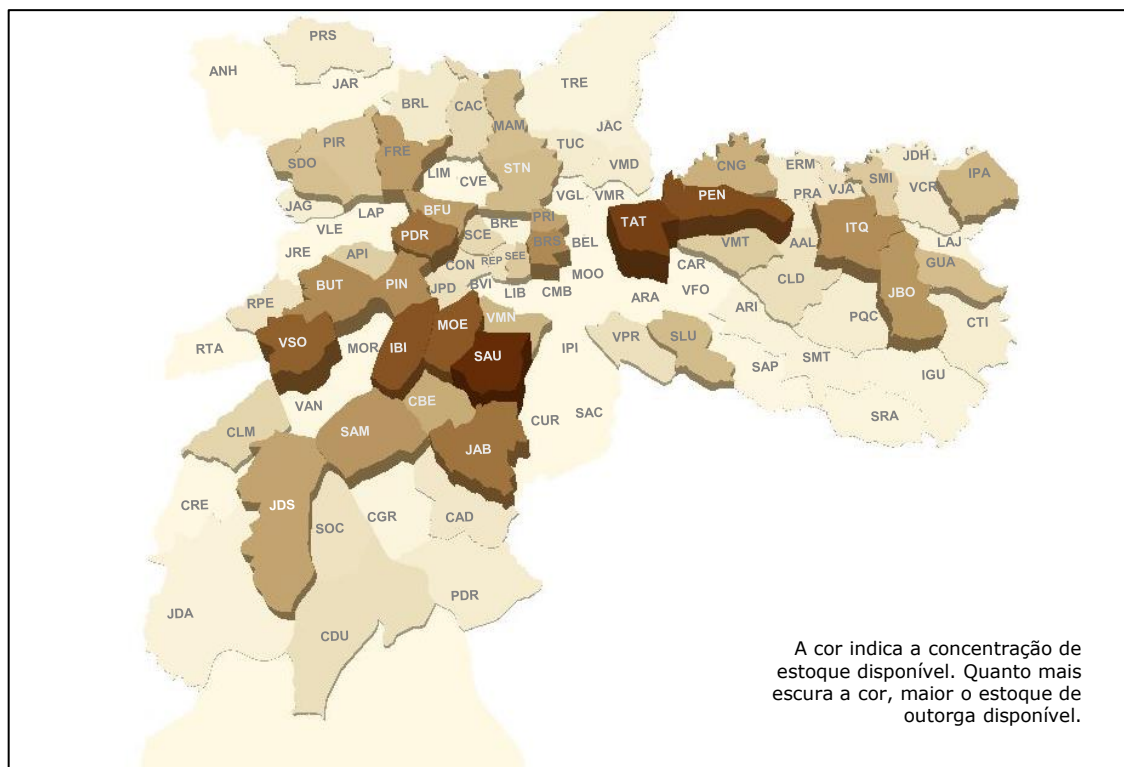 PRS
ANH
JAR
TRE
BRL
CAC
MAM
JAC
PIR
FRE
TUC
SDO
STN
VMD
LIM
CVE
CNG
ERM
JDH
SMI
IPA
VCR
VJA
PRA
PEN
VGL
VMR
JAG
LAP
BFU
PRI
TAT
VLE
BRE
PDR
SCE
BRS
BEL
ITQ
AAL
VMT
LAJ
JRE
API
CON
REP
SEE
MOO
CAR
GUA
CLD
BUT
PIN
JPD
BVI
LIB
CMB
ARA
VFO
JBO
RPE
ARI
PQC
CTI
VMN
MOE
VSO
IBI
MOR
RTA
SAU
IPI
VPR
SLU
SAP
SMT
IGU
VAN
CBE
SRA
CLM
SAM
CUR
SAC
JAB
CRE
JDS
SOC
CGR
CAD
JDA
PDR
CDU
A cor indica a concentração de
estoque disponível. Quanto mais
escura a cor, maior o estoque de
outorga disponível.